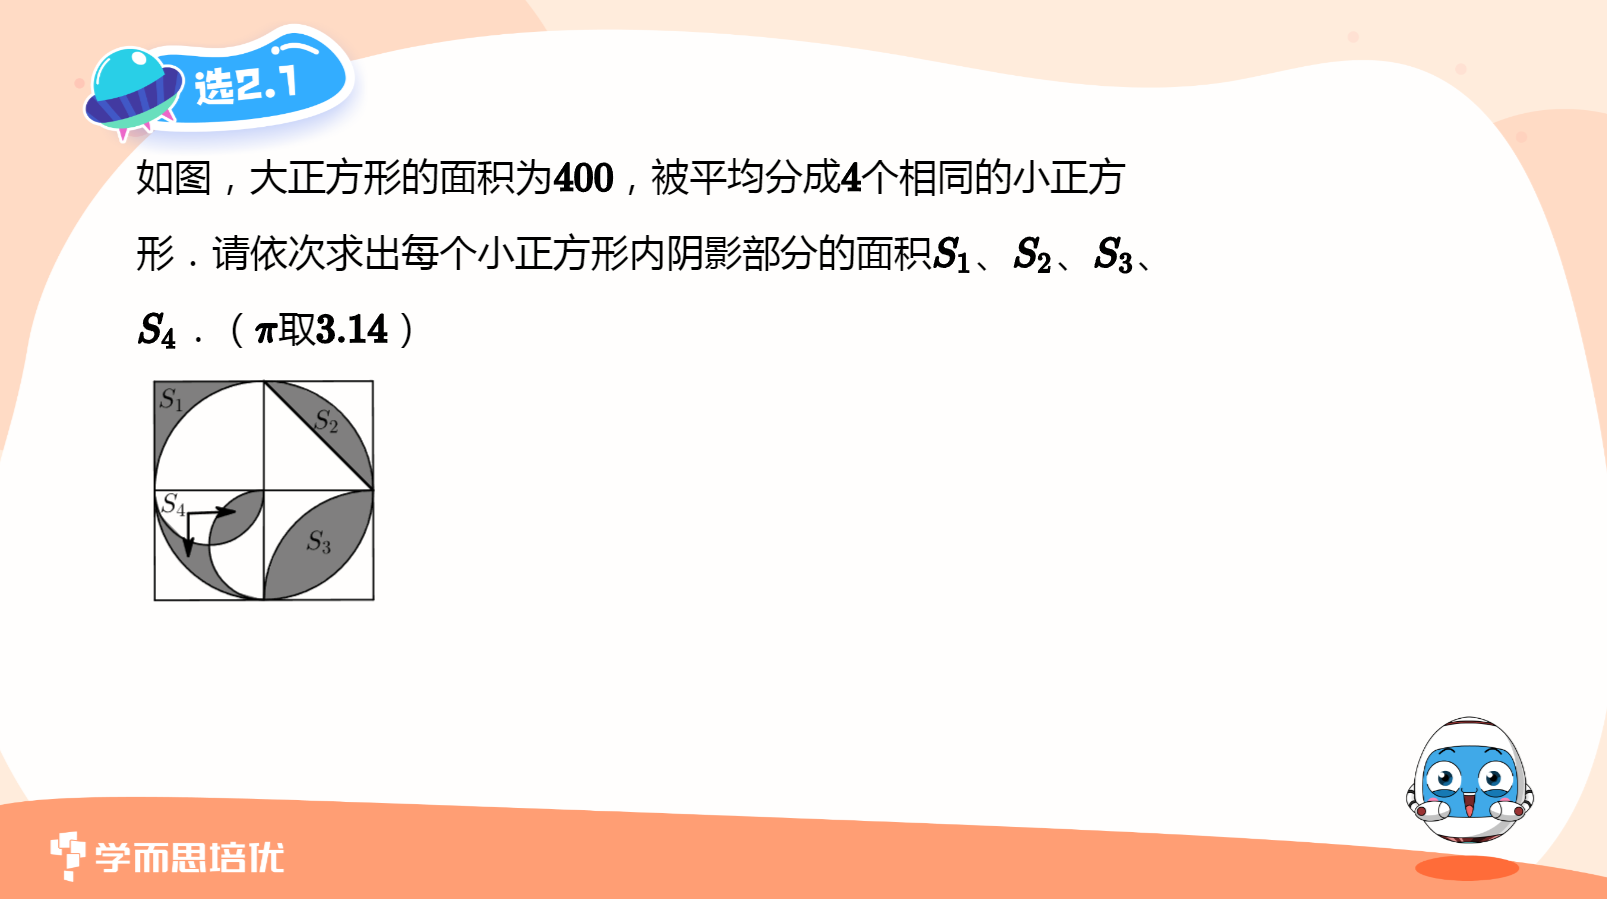 选2.1
如图，大正方形的面积为400，被平均分成4个相同的小正方
形．请依次求出每个小正方形内阴影部分的面积S₁、S₂、S₃、
S₄．（π取3.14）
S₁
S₂
S₄
S₃
学而思培优